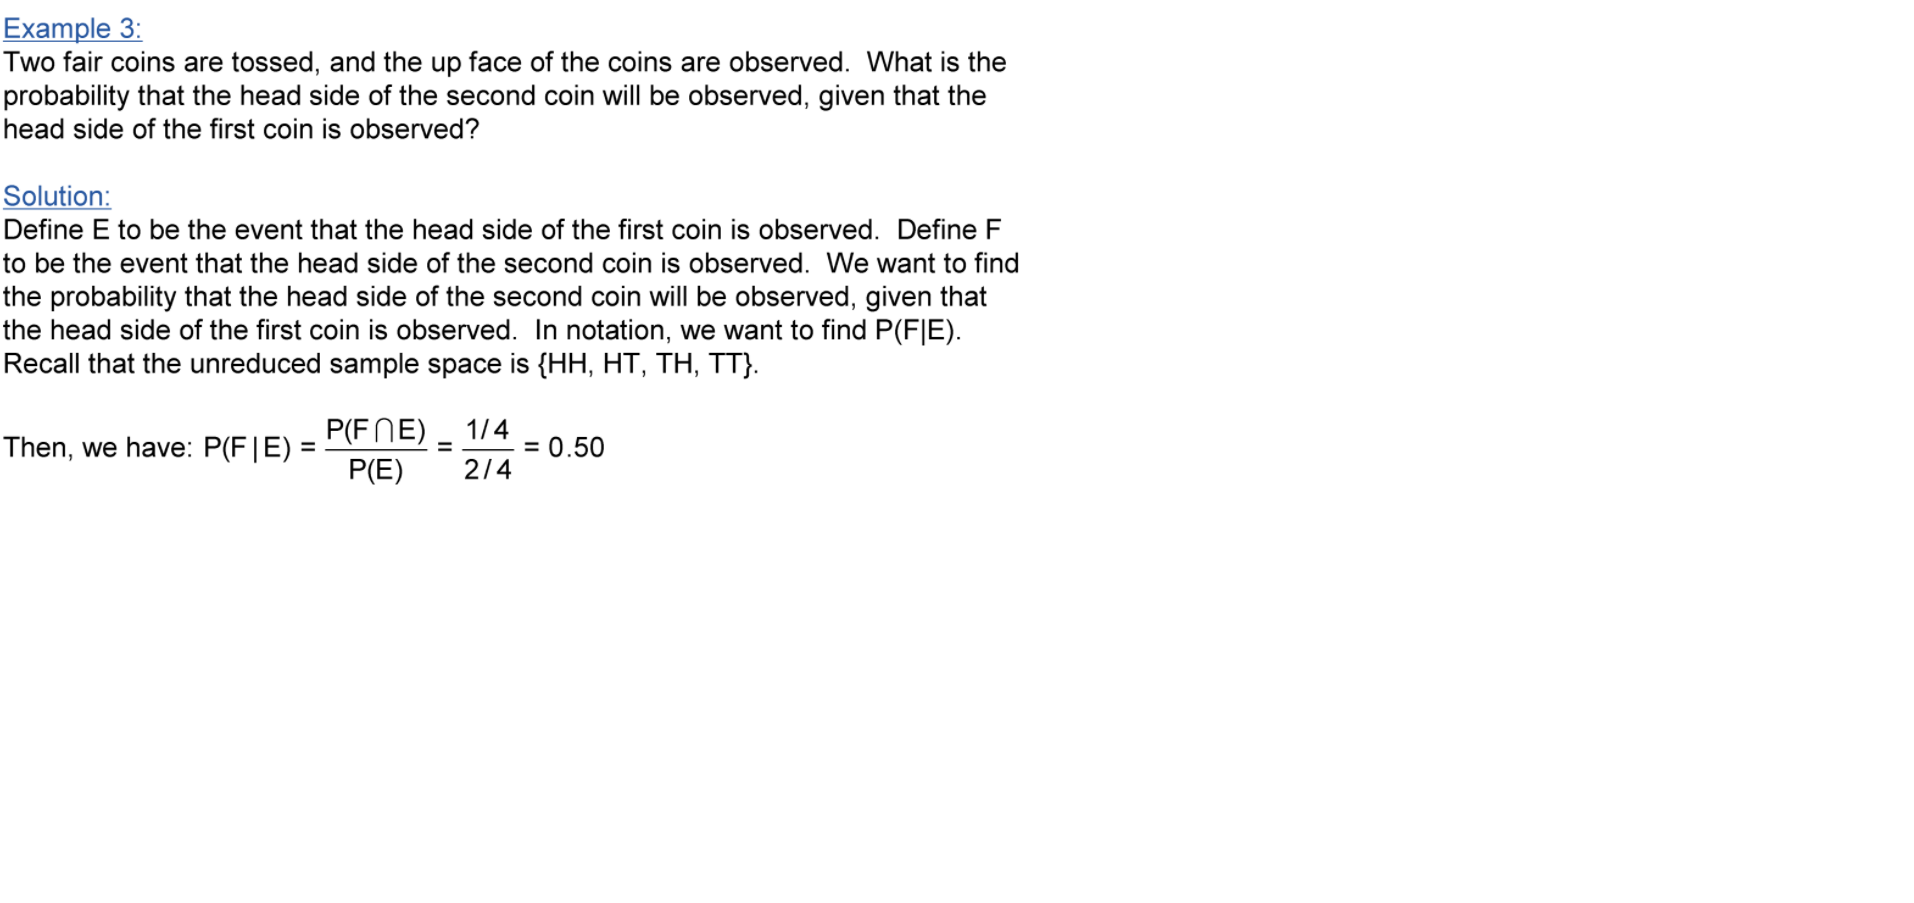 Example 3:
Two fair coins are tossed, and the up face of the coins are observed.  What is the
probability that the head side of the second coin will be observed, given that the
head side of the first coin is observed?
Solution:
Define E to be the event that the head side of the first coin is observed.  Define F
to be the event that the head side of the second coin is observed.  We want to find
the probability that the head side of the second coin will be observed, given that
the head side of the first coin is observed.  In notation, we want to find P(F|E).
Recall that the unreduced sample space is {HH, HT, TH, TT}.
Then, we have: P(F|E) = P(F∩E)/P(E) = (1/4)/(2/4) = 0.50